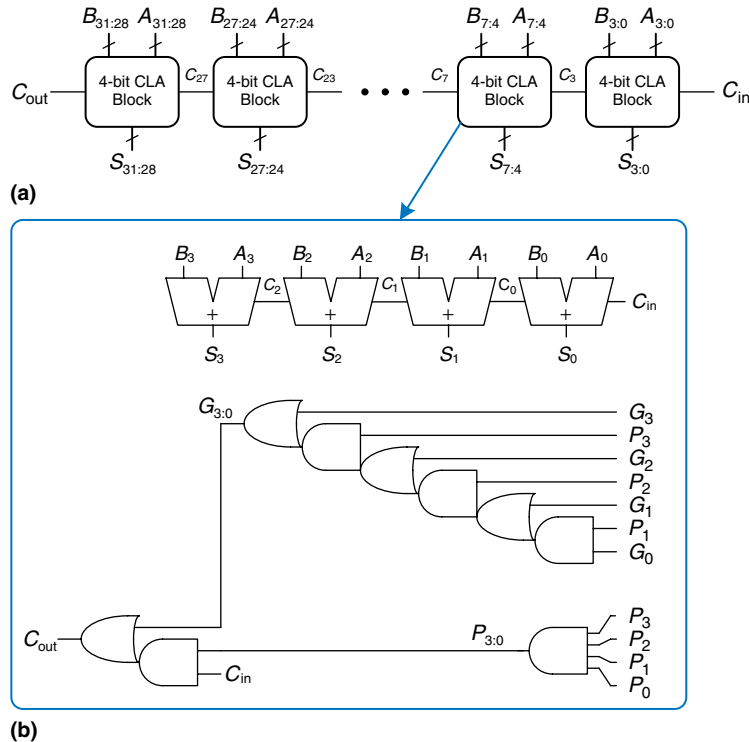 B31:28 A31:28 B27:24 A27:24 B7:4 A7:4 B3:0 A3:0
Cout 4-bit CLA Block C27 4-bit CLA Block C23 • • • C7 4-bit CLA Block C3 4-bit CLA Block Cin
S31:28 S27:24 S7:4 S3:0
(a)
B3 A3 B2 A2 B1 A1 B0 A0
+ C2 + C1 + C0 + Cin
S3 S2 S1 S0
G3:0 G3
P3
G2
P2
G1
P1
G0
Cout P3:0 P3
P2
P1
Cin P0
(b)